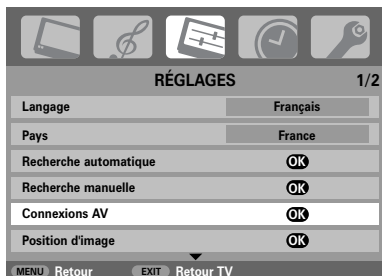 RÉGLAGES 1/2
Langage Français
Pays France
Recherche automatique OK
Recherche manuelle OK
Connexions AV OK
Position d'image OK
MENU Retour EXIT Retour TV